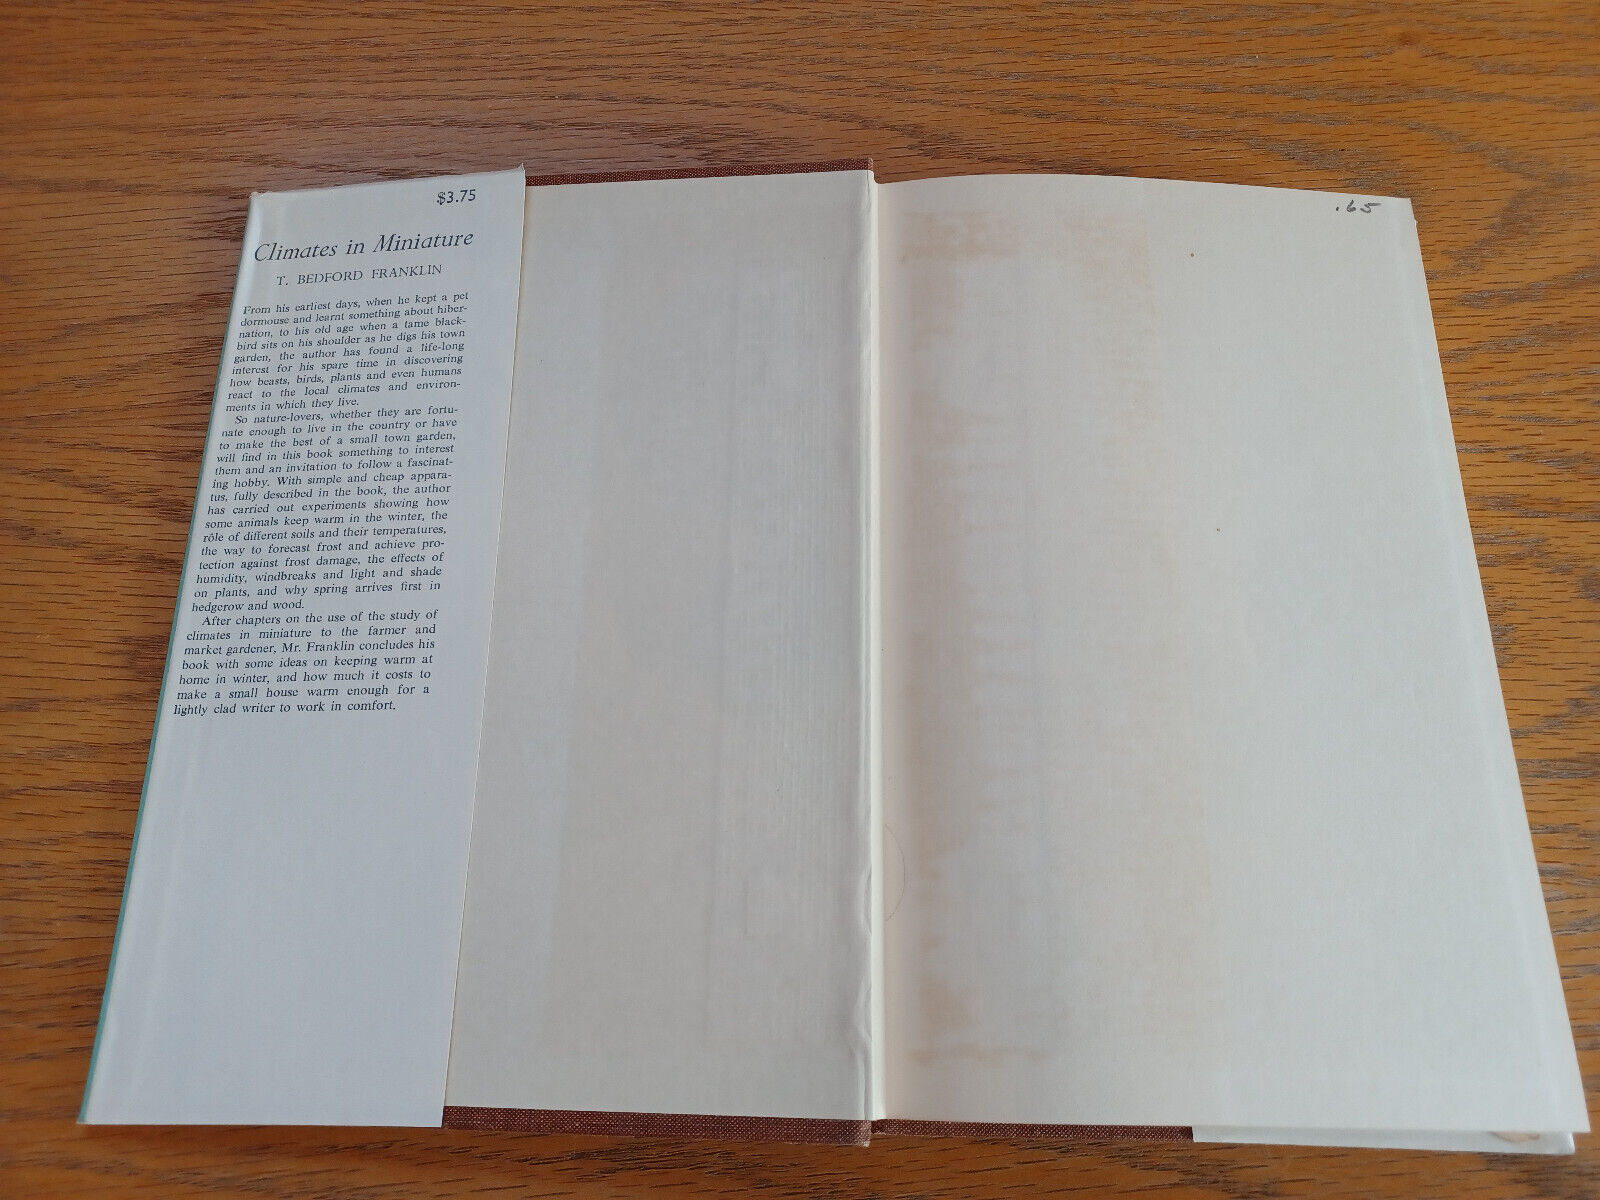 $3.75
Climates in Miniature
T. BEDFORD FRANKLIN
From his earliest days, when he kept a pet
dormouse and learnt something about hiber-
nation, to his old age when a tame black-
bird sits on his shoulder as he digs his town
garden, the author has found a life-long
interest for his spare time in discovering
how beasts, birds, plants and even humans
react to the local climates and environ-
ments in which they live.
So nature-lovers, whether they are fortu-
nate enough to live in the country or have
to make the best of a small town garden,
will find in this book something to interest
them and an invitation to follow a fascinat-
ing hobby. With simple and cheap appara-
tus, fully described in the book, the author
has carried out experiments showing how
some animals keep warm in the winter, the
rôle of different soils and their temperatures,
the way to forecast frost and achieve pro-
tection against frost damage, the effects of
humidity, windbreaks and light and shade
on plants, and why spring arrives first in
hedgerow and wood.
After chapters on the use of the study of
climates in miniature to the farmer and
market gardener, Mr. Franklin concludes his
book with some ideas on keeping warm at
home in winter, and how much it costs to
make a small house warm enough for a
lightly clad writer to work in comfort.
.65